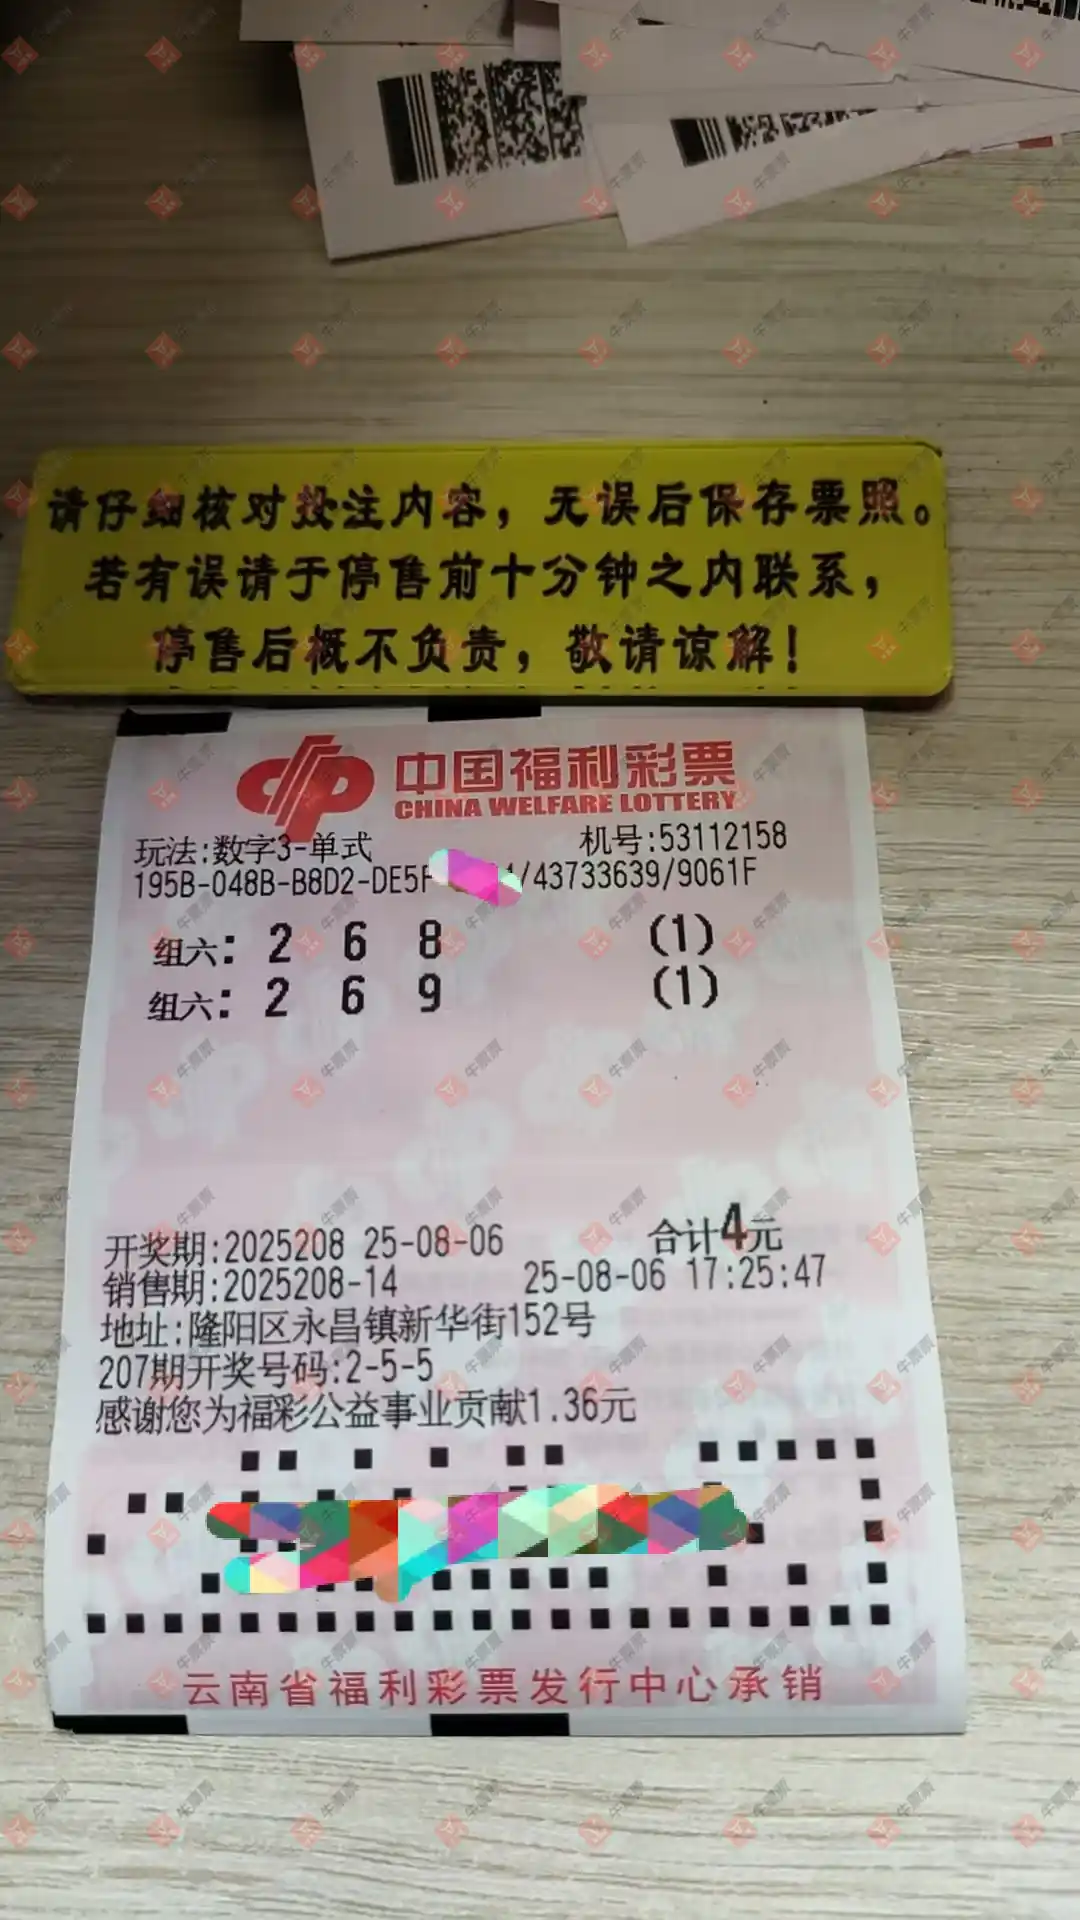 请仔细核对投注内容，无误后保存票照。
若有误请于停售前十分钟之内联系，
停售后概不负责，敬请谅解！
中国福利彩票
CHINA WELFARE LOTTERY
玩法:数字3-单式 机号:53112158
195B-048B-B8D2-DE5F /43733639/9061F
组六: 2 6 8 (1)
组六: 2 6 9 (1)
开奖期:2025208 25-08-06 合计4元
销售期:2025208-14 25-08-06 17:25:47
地址:隆阳区永昌镇新华街152号
207期开奖号码:2-5-5
感谢您为福彩公益事业贡献1.36元
云南省福利彩票发行中心承销
牛票票